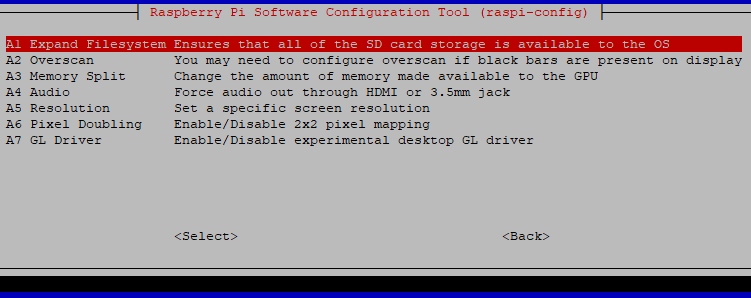 Raspberry Pi Software Configuration Tool (raspi-config)
A1 Expand Filesystem Ensures that all of the SD card storage is available to the OS
A2 Overscan You may need to configure overscan if black bars are present on display
A3 Memory Split Change the amount of memory made available to the GPU
A4 Audio Force audio out through HDMI or 3.5mm jack
A5 Resolution Set a specific screen resolution
A6 Pixel Doubling Enable/Disable 2x2 pixel mapping
A7 GL Driver Enable/Disable experimental desktop GL driver
<Select> <Back>